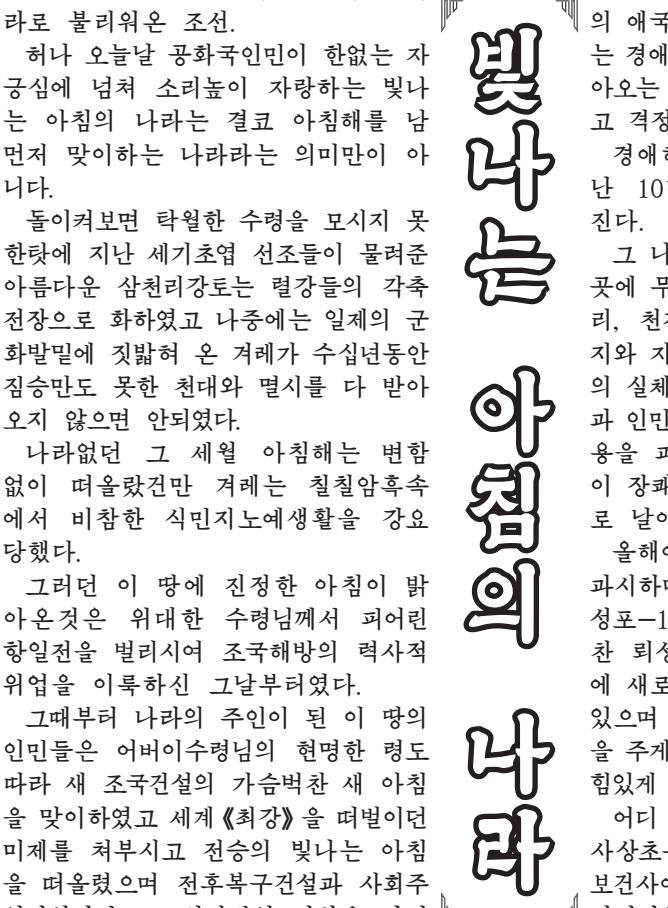 라로 불리워온 조선.
허나 오늘날 공화국인민이 한없는 자
긍심에 넘쳐 소리높이 자랑하는 빛나
는 아침의 나라는 결코 아침해를 남
먼저 맞이하는 나라라는 의미만이 아
니다.
돌이켜보면 탁월한 수령을 모시지 못
한탓에 지난 세기초엽 선조들이 물려준
아름다운 삼천리강토는 렬강들의 각축
전장으로 화하였고 나중에는 일제의 군
화발밑에 짓밟혀 온 겨레가 수십년동안
짐승만도 못한 천대와 멸시를 다 받아
오지 않으면 안되였다.
나라없던 그 세월 아침해는 변함
없이 떠올랐건만 겨레는 칠칠암흑속
에서 비참한 식민지노예생활을 강요
당했다.
그러던 이 땅에 진정한 아침이 밝
아온것은 위대한 수령님께서 피어린
항일전을 벌리시여 조국해방의 력사적
위업을 이룩하신 그날부터였다.
그때부터 나라의 주인이 된 이 땅의
인민들은 어버이수령님의 현명한 령도
따라 새 조국건설의 가슴벅찬 새 아침
을 맞이하였고 세계《최강》을 떠벌이던
미제를 쳐부시고 전승의 빛나는 아침
을 떠올렸으며 전후복구건설과 사회주
빛나는 아침의 나라
의 애국
는 경애
아오는
고 격정
경애하
난 10
진다.
그 나
곳에 무
리, 천
지와 지
의 실체
과 인민
용을 과
이 장쾌
로 날아
올해에
과시하며
성포-1
찬 뢰성
에 새로
있으며
을 주게
힘있게
어디
사상초
보건사